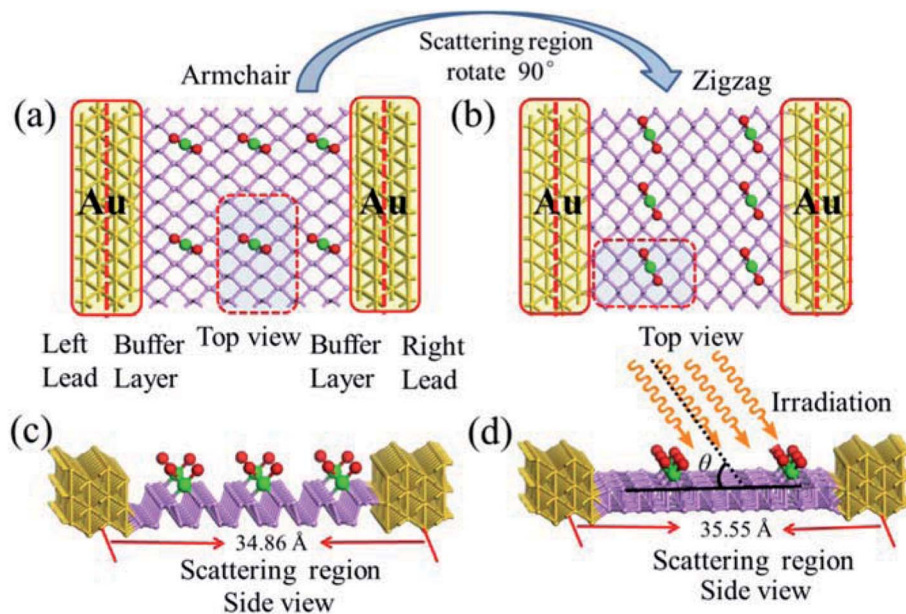 Scattering region
rotate 90°
Armchair
Zigzag
(a)
Au
Au
(b)
Au
Au
Left
Lead
Buffer
Layer
Top view
Buffer
Layer
Right
Lead
Top view
Irradiation
(c)
34.86 Å
Scattering region
Side view
(d)
θ
35.55 Å
Scattering region
Side view